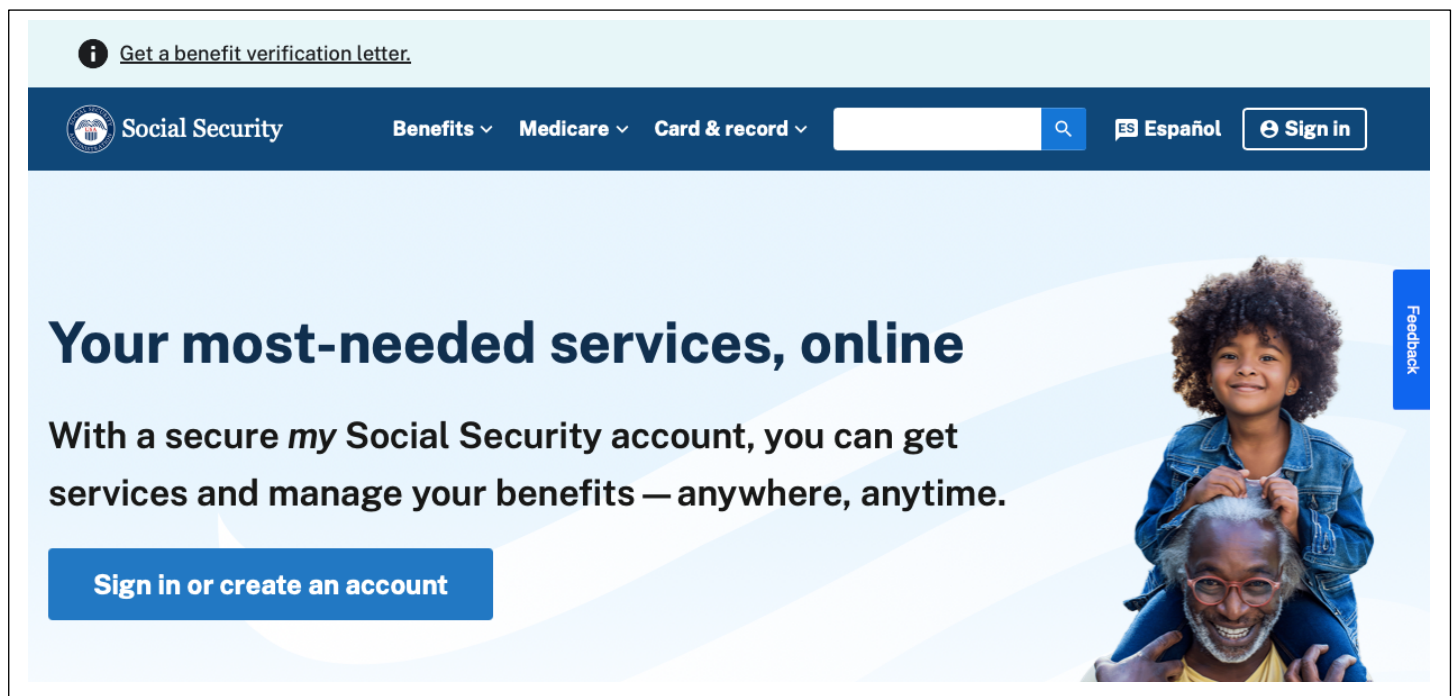 Get a benefit verification letter.
Social Security Benefits Medicare Card & record ES Español Sign in
Feedback
Your most-needed services, online
With a secure my Social Security account, you can get
services and manage your benefits — anywhere, anytime.
Sign in or create an account